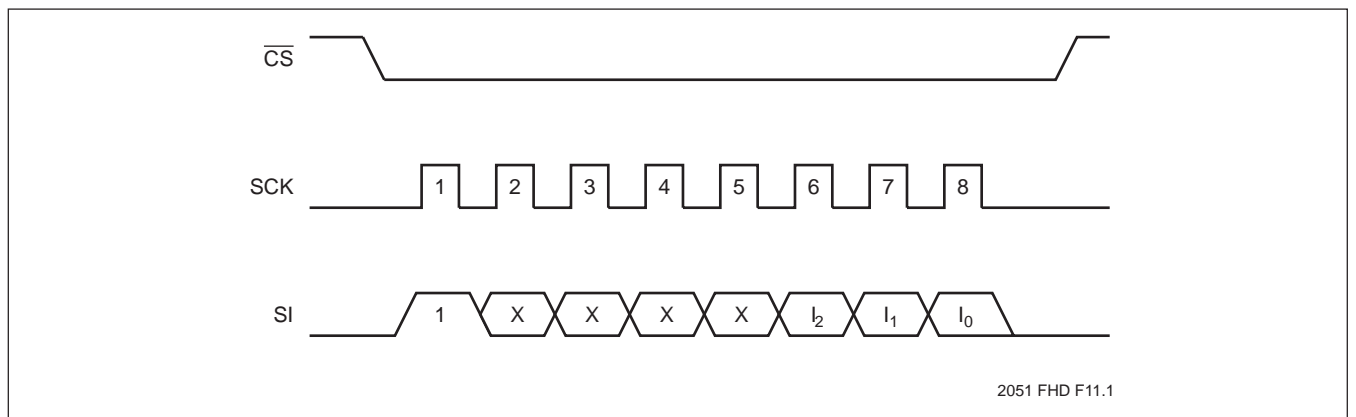 CS
SCK 1 2 3 4 5 6 7 8
SI 1 X X X X I2 I1 I0
2051 FHD F11.1